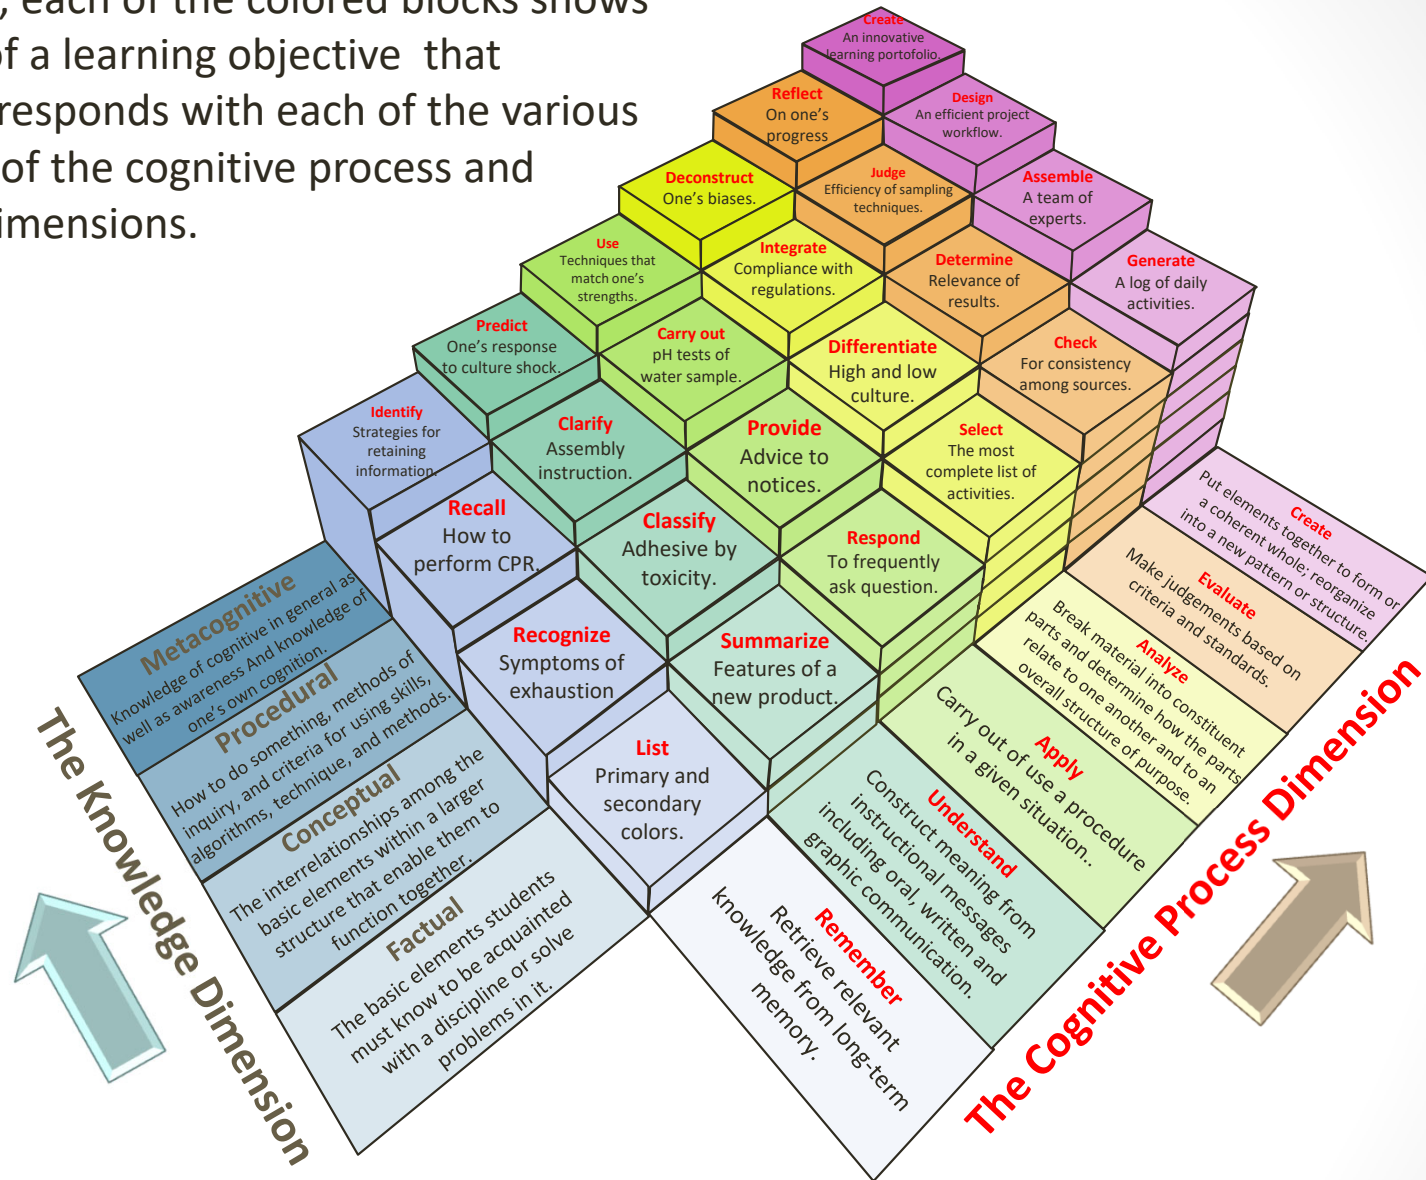 , each of the colored blocks shows
of a learning objective that
responds with each of the various
of the cognitive process and
imensions.
Create
An innovative
learning portofolio.
Reflect
On one's
progress
Design
An efficient project
workflow.
Deconstruct
One's biases.
Judge
Efficiency of sampling
techniques.
Assemble
A team of
experts.
Use
Techniques that
match one's
strengths.
Integrate
Compliance with
regulations.
Determine
Relevance of
results.
Generate
A log of daily
activities.
Predict
One's response
to culture shock.
Carry out
pH tests of
water sample.
Differentiate
High and low
culture.
Check
For consistency
among sources.
Identify
Strategies for
retaining
information.
Clarify
Assembly
instruction.
Provide
Advice to
notices.
Select
The most
complete list of
activities.
Recall
How to
perform CPR.
Classify
Adhesive by
toxicity.
Respond
To frequently
ask question.
Recognize
Symptoms of
exhaustion
Summarize
Features of a
new product.
List
Primary and
secondary
colors.
Metacognitive
Knowledge of cognitive in general as
well as awareness And knowledge of
one's own cognition.
Procedural
How to do something, methods of
inquiry, and criteria for using skills,
algorithms, technique, and methods.
Conceptual
The interrelationships among the
basic elements within a larger
structure that enable them to
function together.
Factual
The basic elements students
must know to be acquainted
with a discipline or solve
problems in it.
The Knowledge Dimension
Create
Put elements together to form or
a coherent whole; reorganize
into a new pattern or structure.
Evaluate
Make judgements based on
criteria and standards.
Analyze
Break material into constituent
parts and determine how the parts
relate to one another and to an
overall structure of purpose.
Apply
Carry out of use a procedure
in a given situation..
Understand
Construct meaning from
instructional messages
including oral, written and
graphic communication.
Remember
Retrieve relevant
knowledge from long-term
memory.
The Cognitive Process Dimension